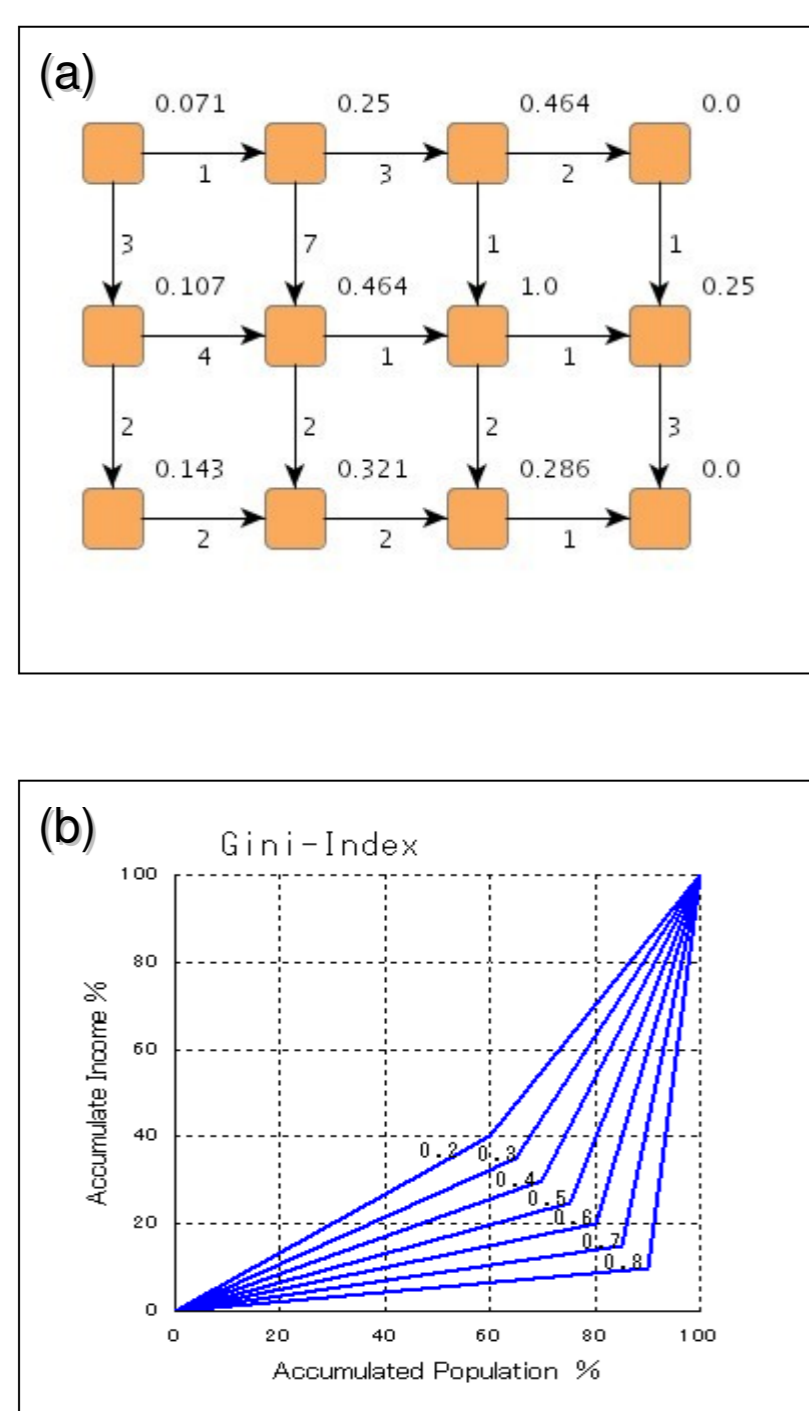 (a)
0.071 0.25 0.464 0.0
1 3 2
3 7 1 1
0.107 0.464 1.0 0.25
4 1 1
2 2 2 3
0.143 0.321 0.286 0.0
2 2 1
(b)
Gini-Index
100
80
60
40
20
0
Accumulate Income %
0.2 0.3 0.4 0.5 0.6 0.7 0.8
0 20 40 60 80 100
Accumulated Population %